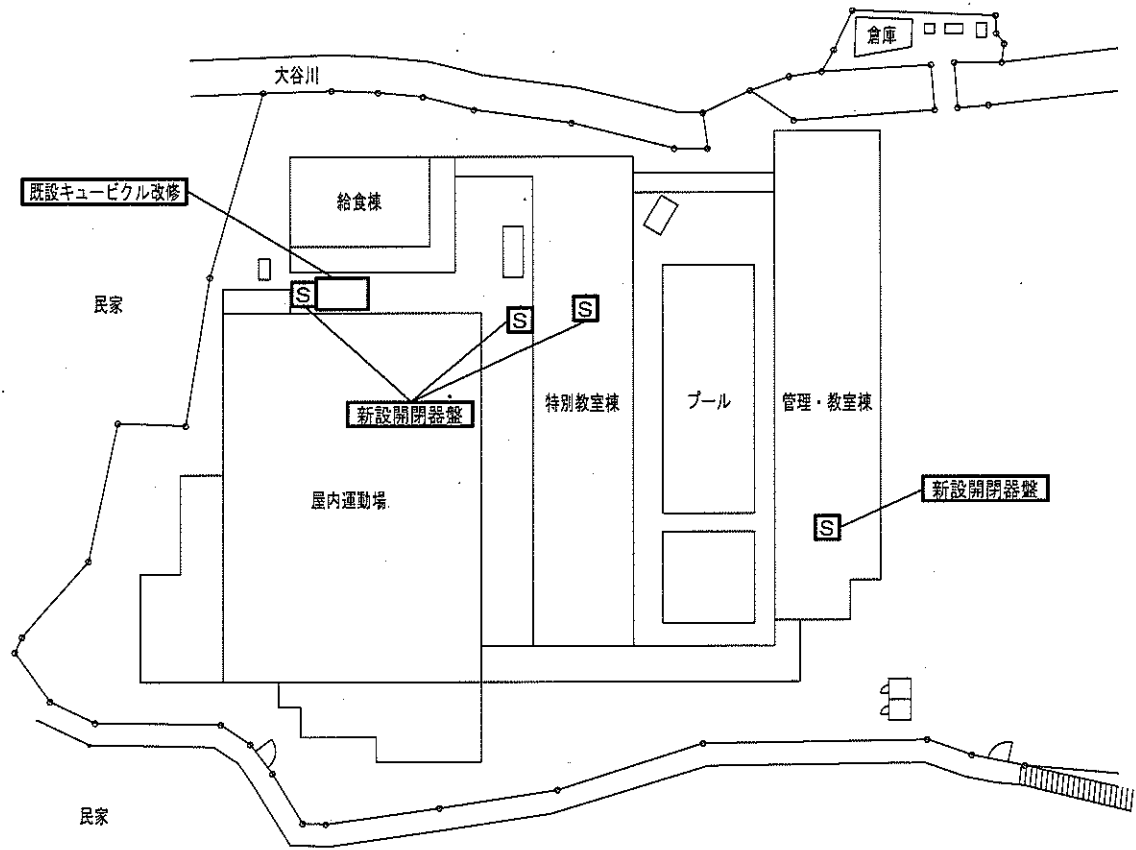 倉庫
大谷川
既設キュービクル改修
給食棟
民家
S
S
S
新設開閉器盤
特別教室棟
プール
管理・教室棟
屋内運動場
新設開閉器盤
S
民家